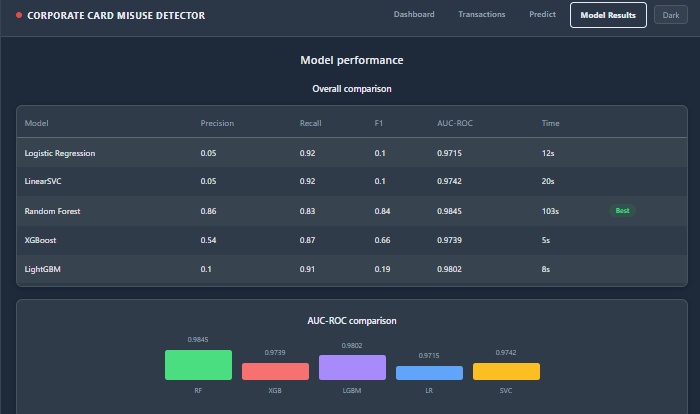 CORPORATE CARD MISUSE DETECTOR Dashboard Transactions Predict Model Results Dark
Model performance
Overall comparison
Model Precision Recall F1 AUC-ROC Time
Logistic Regression 0.05 0.92 0.1 0.9715 12s
LinearSVC 0.05 0.92 0.1 0.9742 20s
Random Forest 0.86 0.83 0.84 0.9845 103s Best
XGBoost 0.54 0.87 0.66 0.9739 5s
LightGBM 0.1 0.91 0.19 0.9802 8s
AUC-ROC comparison
0.9845 0.9739 0.9802 0.9715 0.9742
RF XGB LGBM LR SVC